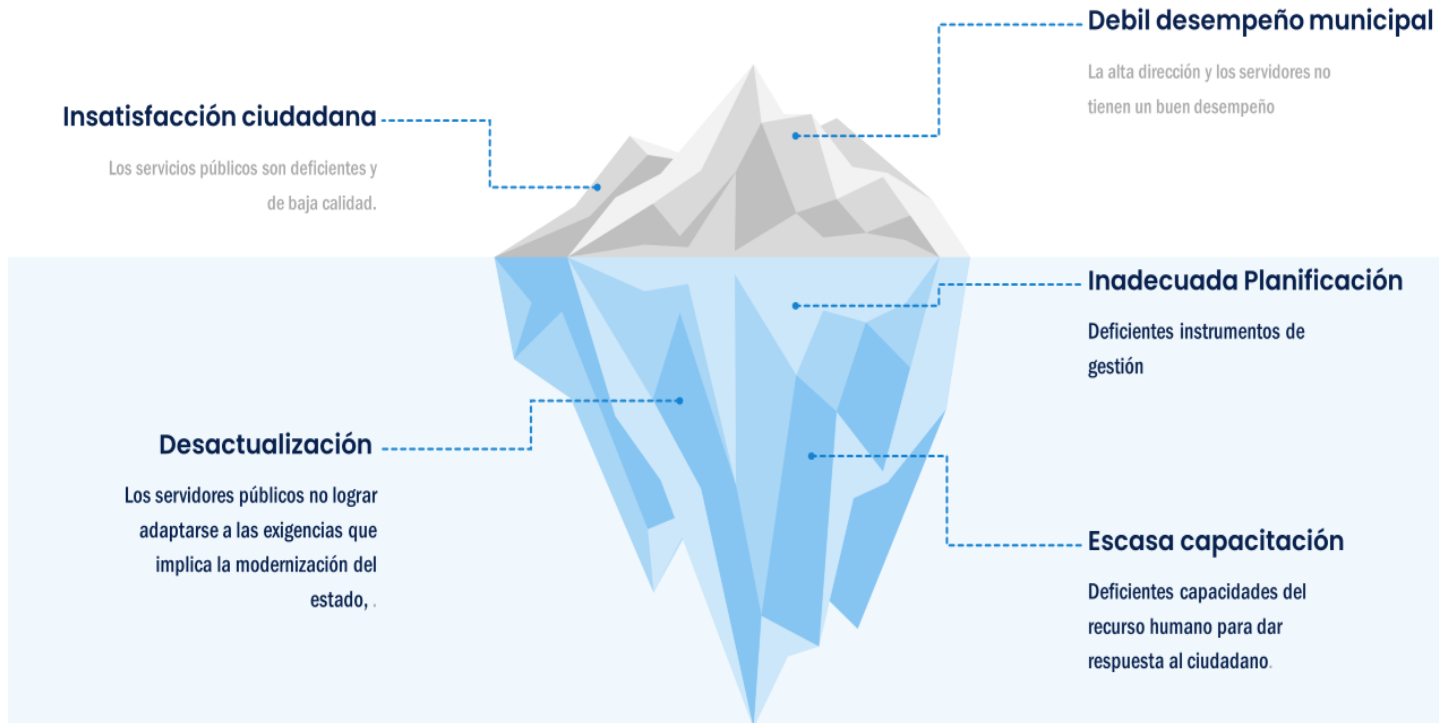 Debil desempeño municipal
La alta dirección y los servidores no
tienen un buen desempeño
Insatisfacción ciudadana
Los servicios públicos son deficientes y
de baja calidad.
Inadecuada Planificación
Deficientes instrumentos de
gestión
Desactualización
Los servidores públicos no lograr
adaptarse a las exigencias que
implica la modernización del
estado, .
Escasa capacitación
Deficientes capacidades del
recurso humano para dar
respuesta al ciudadano.